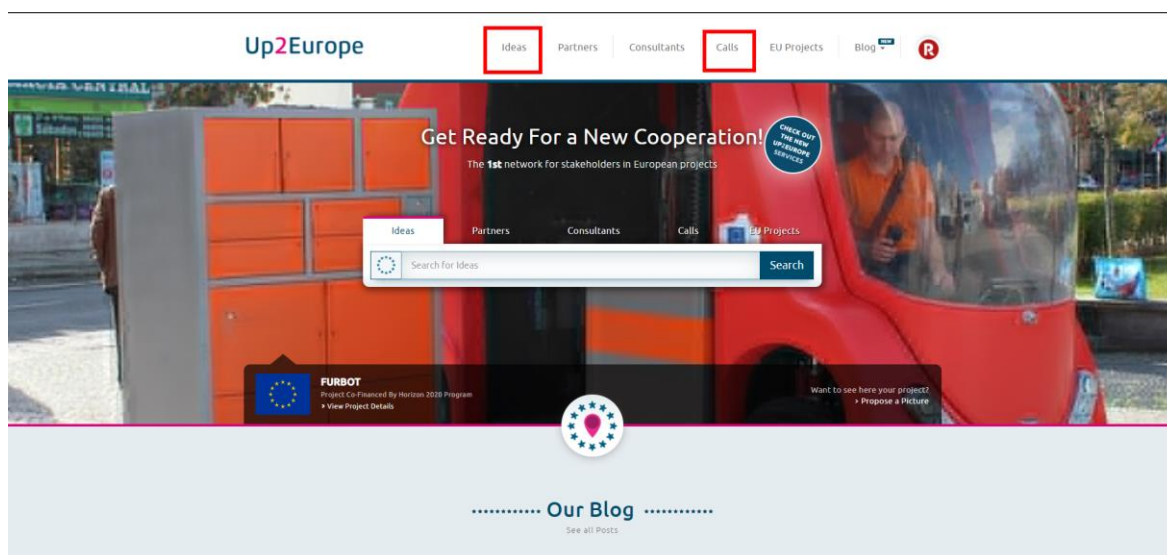 Up2Europe
Ideas
Partners
Consultants
Calls
EU Projects
Blog
NEW
R
Get Ready For a New Cooperation!
The 1st network for stakeholders in European projects
CHECK OUT
THE NEW
UP2EUROPE
SERVICES
Ideas
Partners
Consultants
Calls
EU Projects
Search for Ideas
Search
FURBOT
Project Co-Financed By Horizon 2020 Program
View Project Details
Want to see here your project?
Propose a Picture
Our Blog
See all Posts